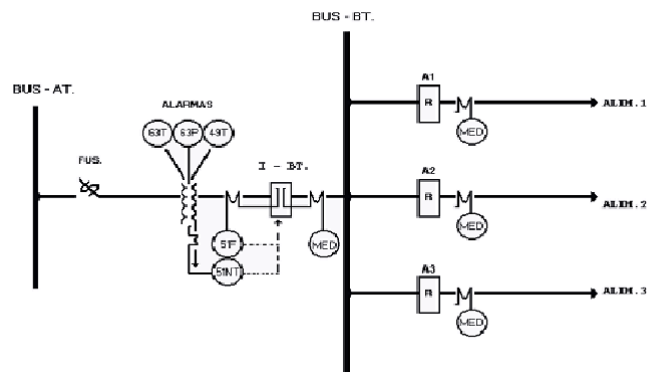 BUS - BT.
BUS - AT.
ALARMAS
63T 63P 49T
FUS.
I - BT.
51F
51NT
MED
A1
R
MED
ALIM.1
A2
R
MED
ALIM.2
A3
R
MED
ALIM.3